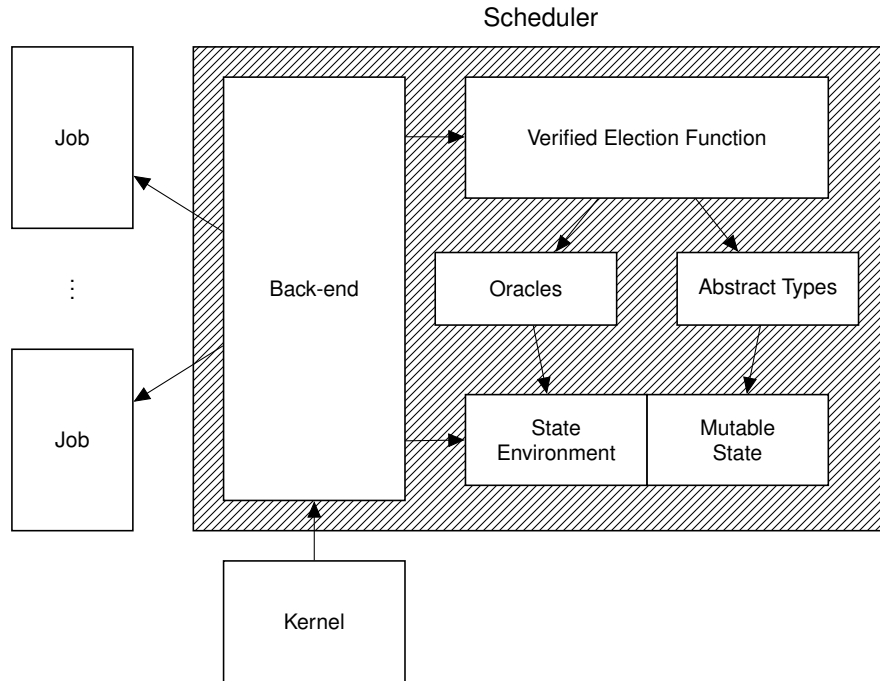 Scheduler
Job
Verified Election Function
Back-end
Oracles
Abstract Types
⋮
Job
State
Environment
Mutable
State
Kernel